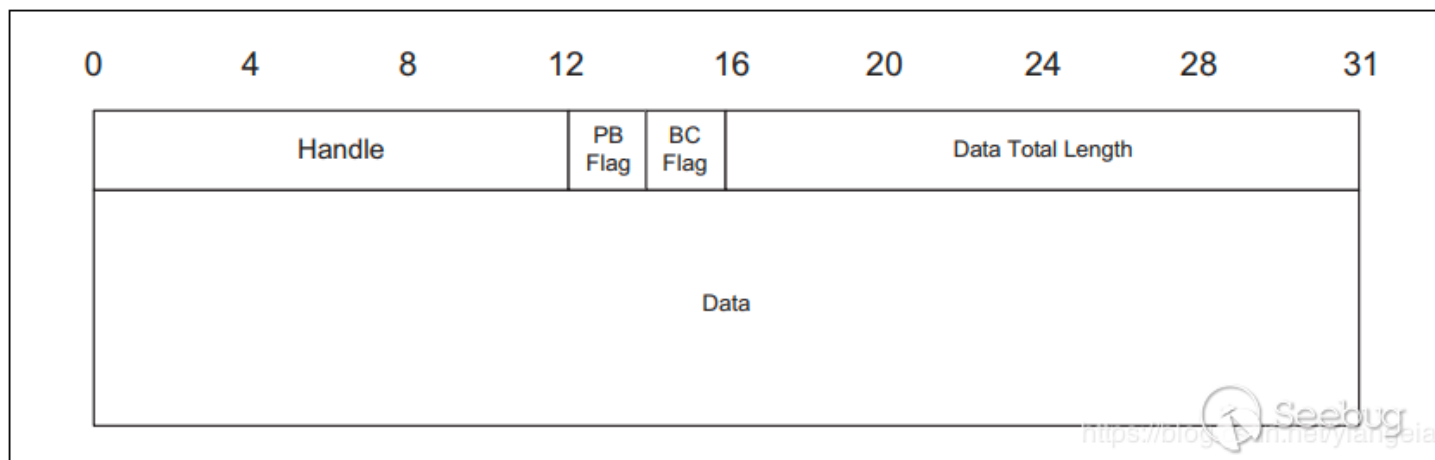 0 4 8 12 16 20 24 28 31
Handle
PB
Flag
BC
Flag
Data Total Length
Data
Seebug